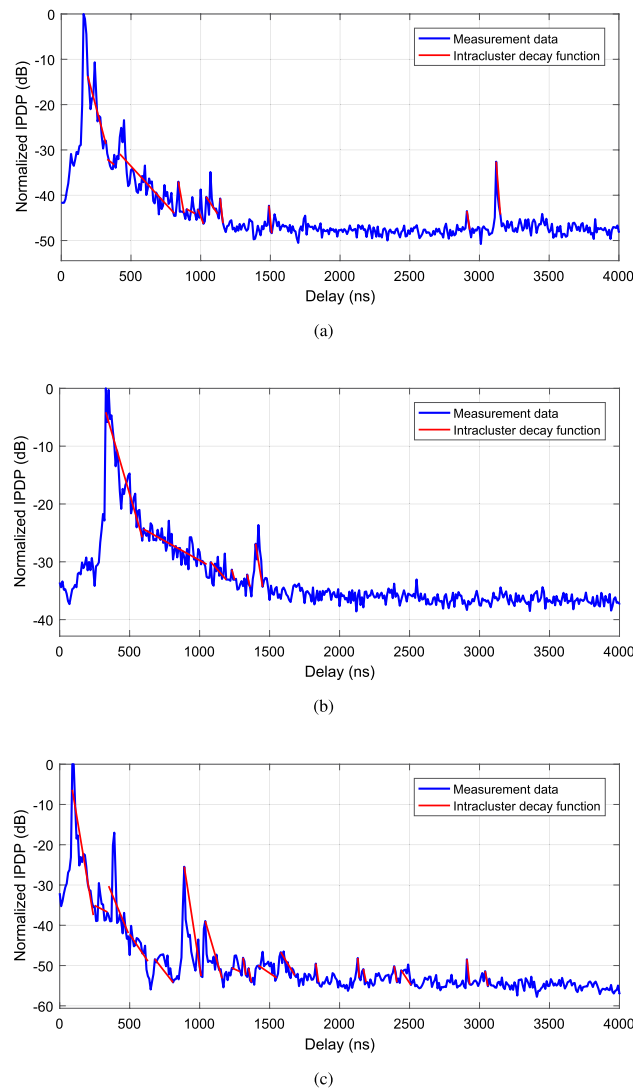 0
-10
-20
-30
-40
-50
Normalized IPDP (dB)
Measurement data
Intracluster decay function
0 500 1000 1500 2000 2500 3000 3500 4000
Delay (ns)
(a)
0
-10
-20
-30
-40
Normalized IPDP (dB)
Measurement data
Intracluster decay function
0 500 1000 1500 2000 2500 3000 3500 4000
Delay (ns)
(b)
0
-10
-20
-30
-40
-50
-60
Normalized IPDP (dB)
Measurement data
Intracluster decay function
0 500 1000 1500 2000 2500 3000 3500 4000
Delay (ns)
(c)